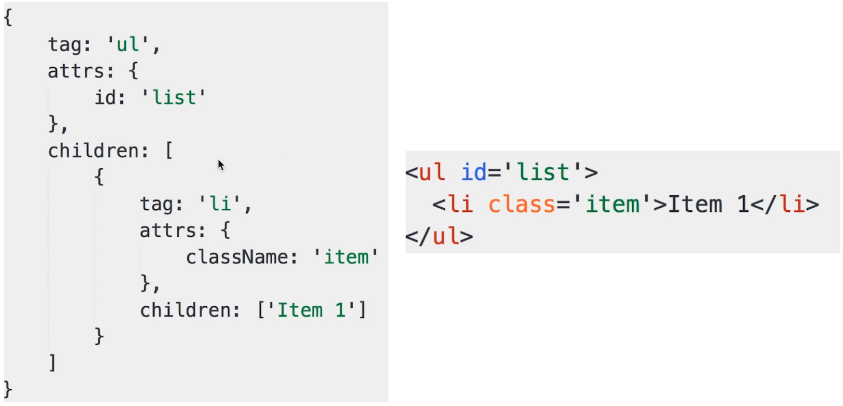 {
    tag: 'ul',
    attrs: {
        id: 'list'
    },
    children: [
        {
            tag: 'li',
            attrs: {
                className: 'item'
            },
            children: ['Item 1']
        }
    ]
}
<ul id='list'>
  <li class='item'>Item 1</li>
</ul>